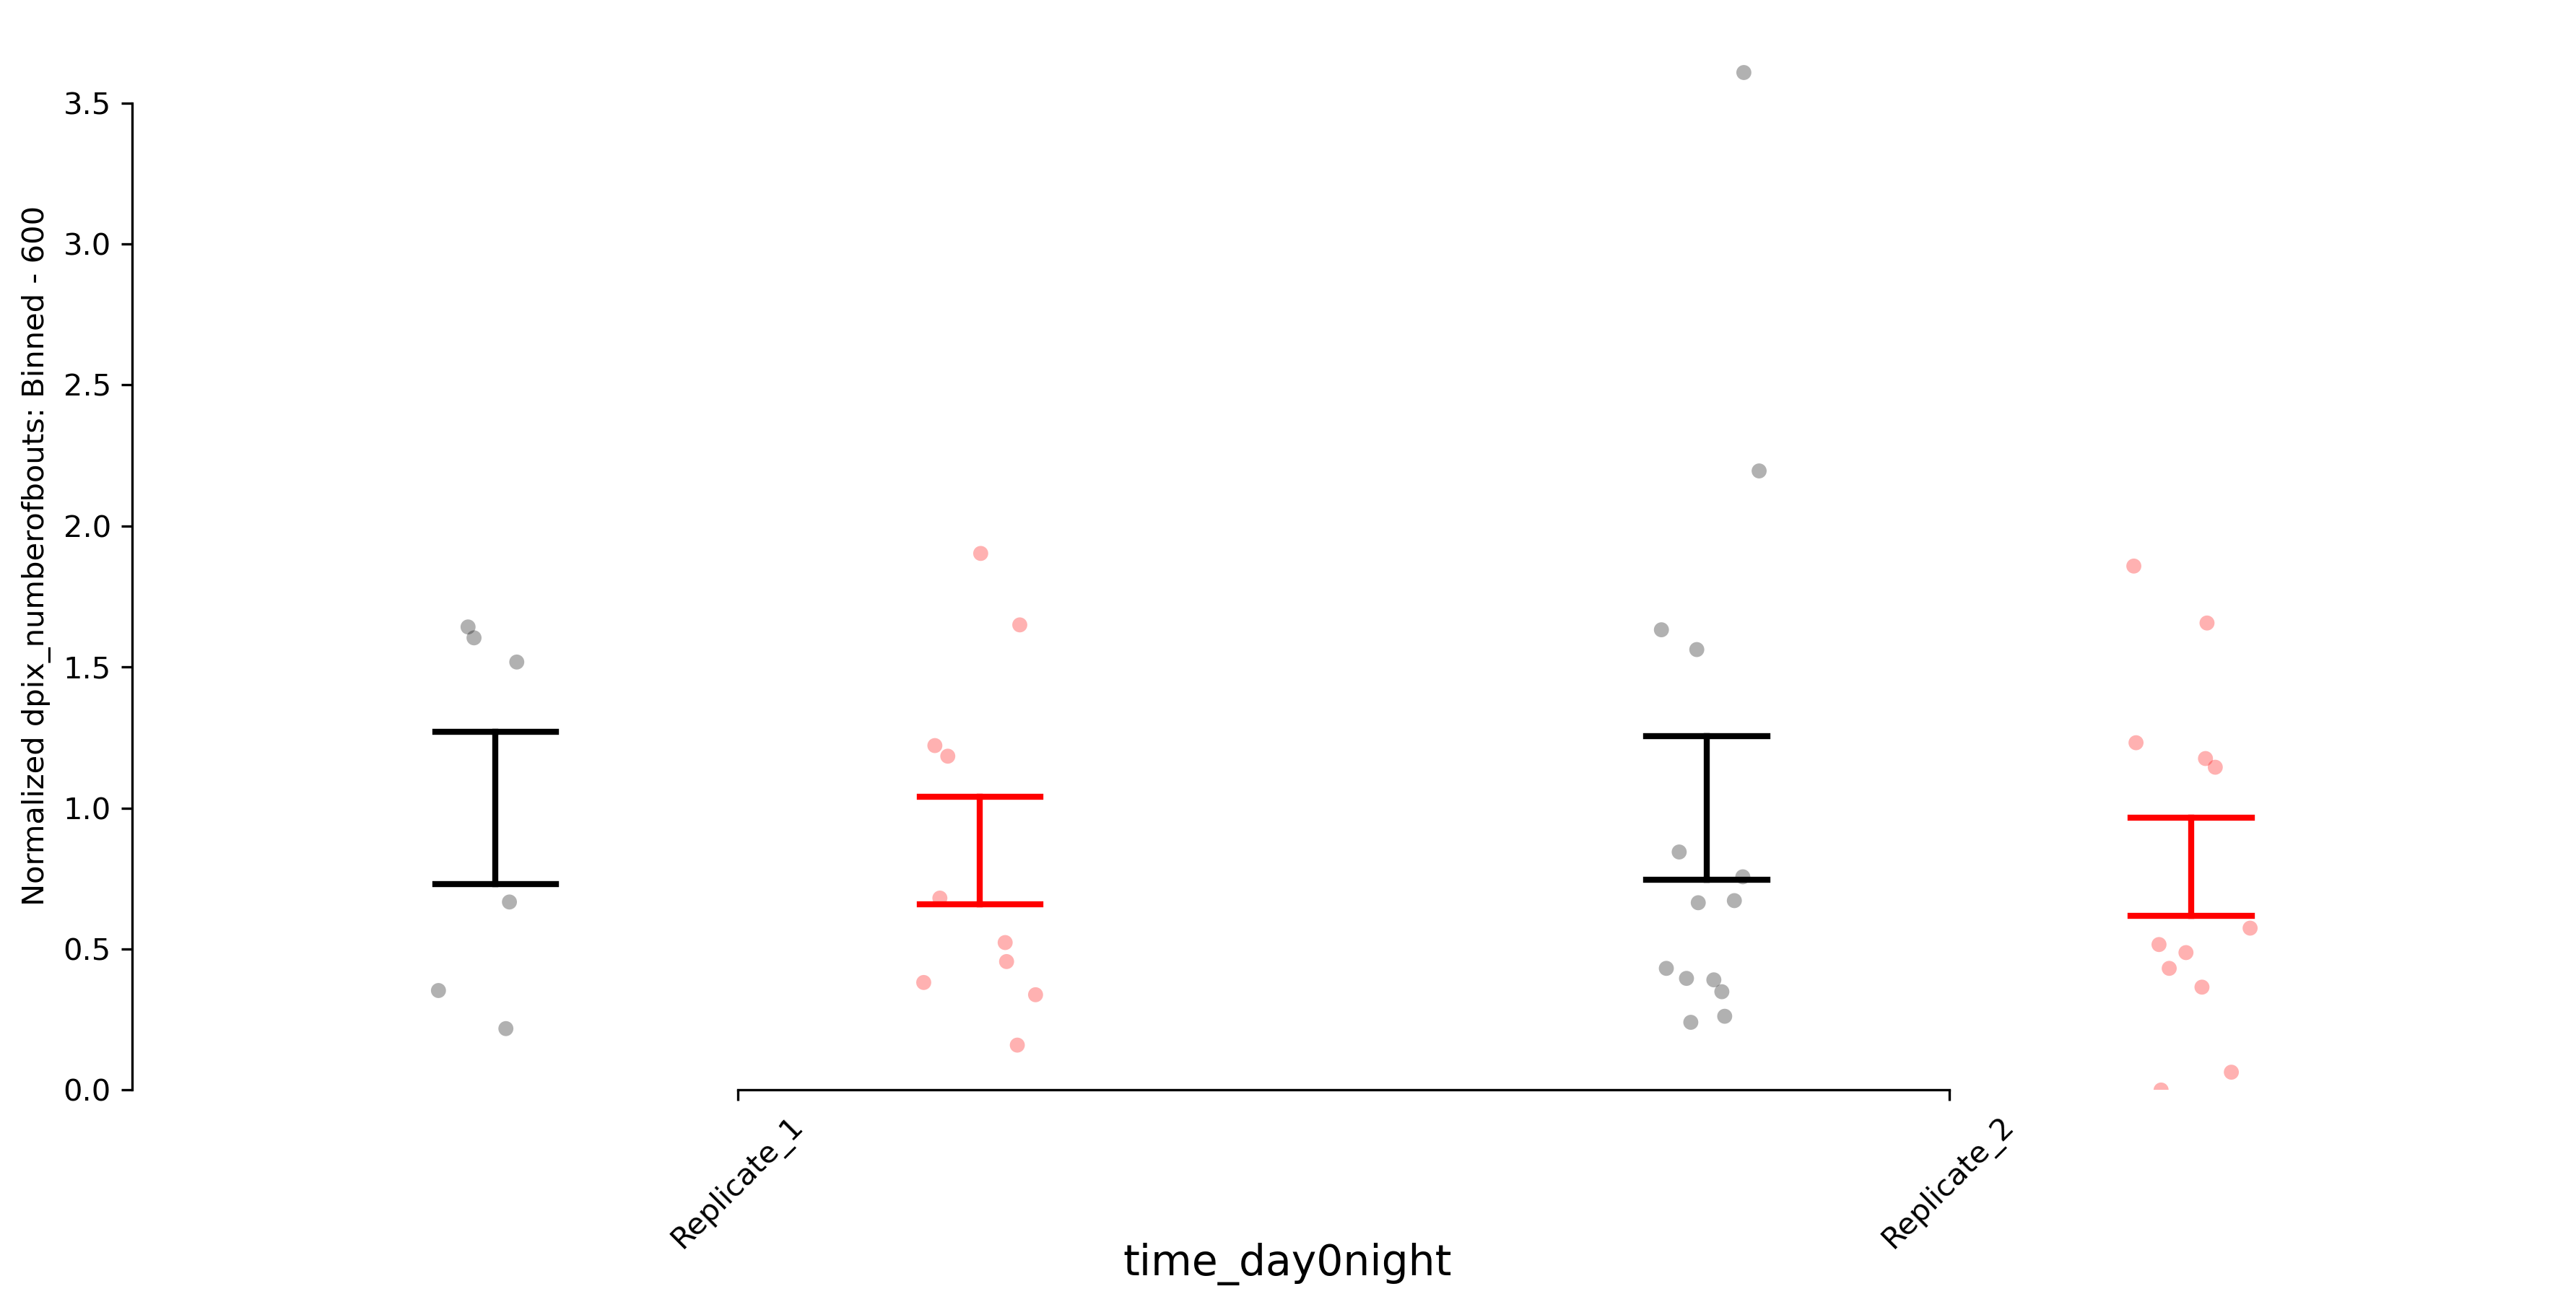 Normalized dpix_numberofbouts: Binned - 600
3.5
3.0
2.5
2.0
1.5
1.0
0.5
0.0
Replicate_1
Replicate_2
time_day0night